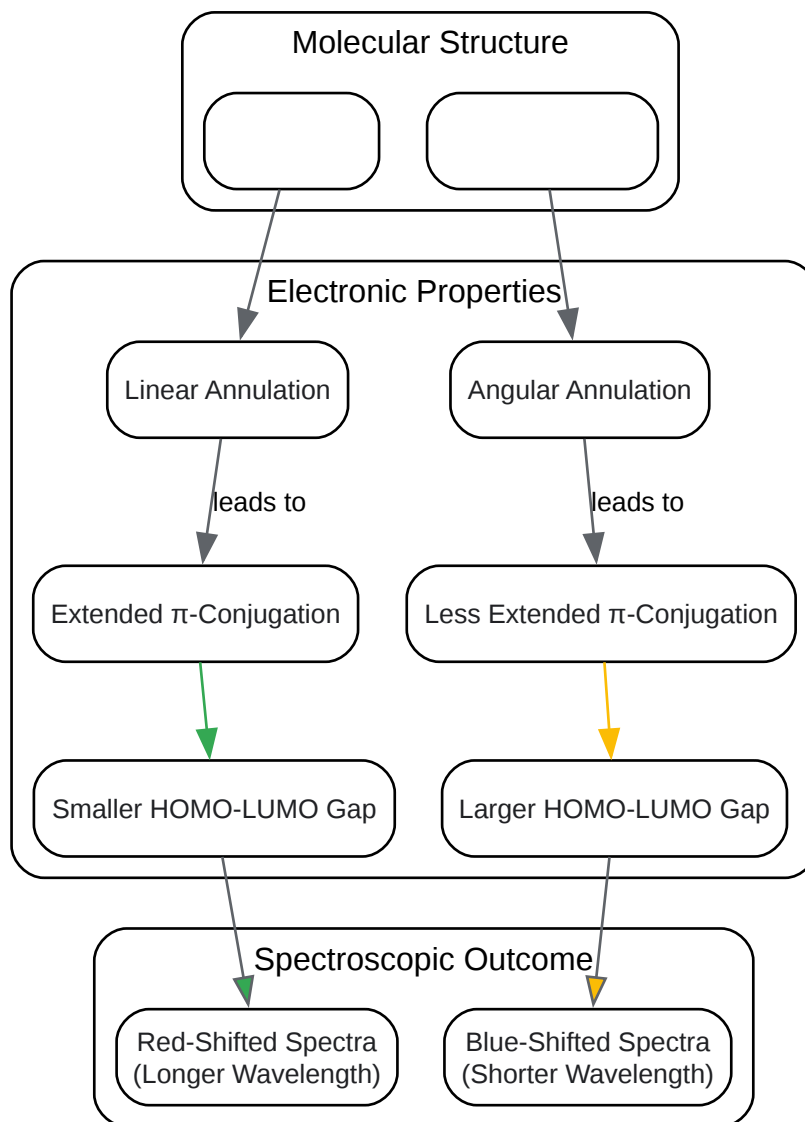 Molecular Structure
Electronic Properties
Linear Annulation
Angular Annulation
leads to
leads to
Extended π-Conjugation
Less Extended π-Conjugation
Smaller HOMO-LUMO Gap
Larger HOMO-LUMO Gap
Spectroscopic Outcome
Red-Shifted Spectra
(Longer Wavelength)
Blue-Shifted Spectra
(Shorter Wavelength)